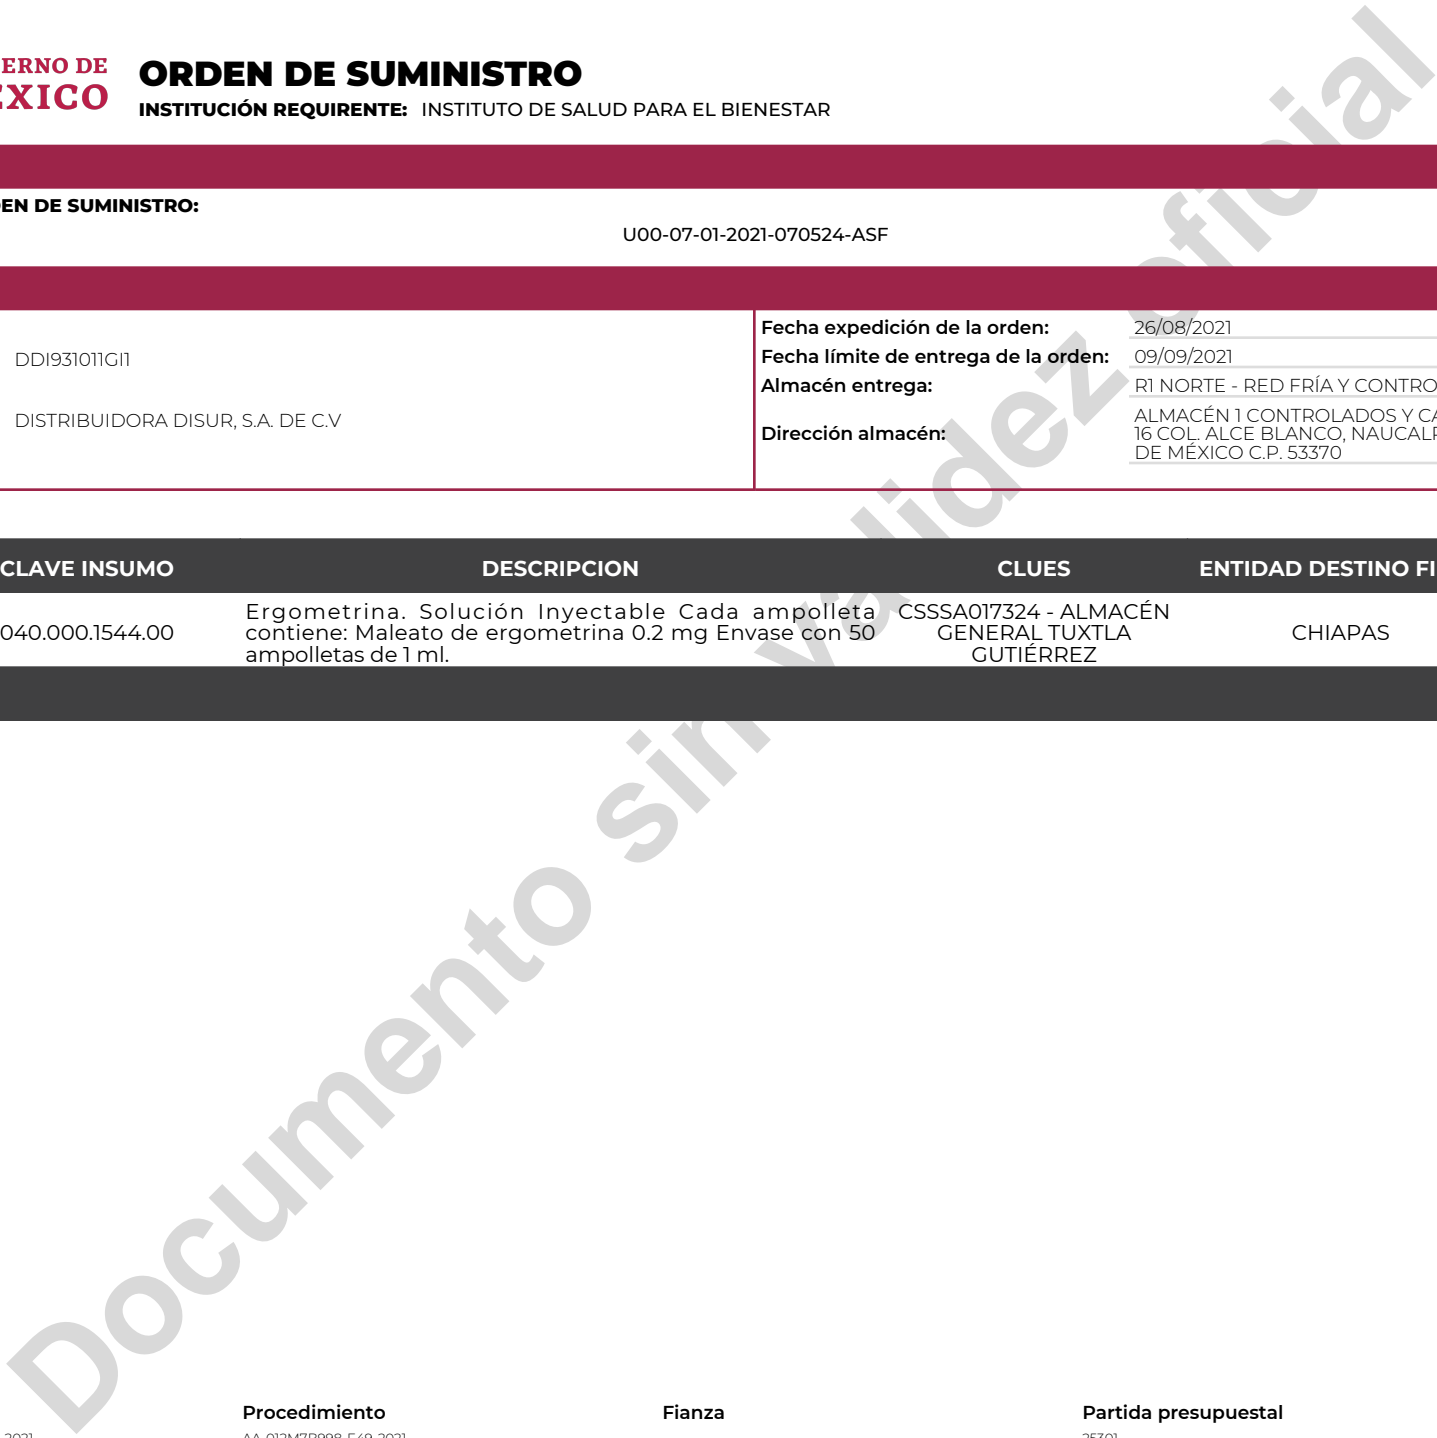 ERNO DE
ORDEN DE SUMINISTRO
INSTITUCIÓN REQUIRENTE: INSTITUTO DE SALUD PARA EL BIENESTAR
EN DE SUMINISTRO:
U00-07-01-2021-070524-ASF
DDI931011GI1
DISTRIBUIDORA DISUR, S.A. DE C.V
Fecha expedición de la orden: 26/08/2021
Fecha límite de entrega de la orden: 09/09/2021
Almacén entrega: R1 NORTE - RED FRÍA Y CONTRO
Dirección almacén: ALMACÉN 1 CONTROLADOS Y CA
16 COL. ALCE BLANCO, NAUCALP
DE MÉXICO C.P. 53370
CLAVE INSUMO DESCRIPCION CLUES ENTIDAD DESTINO FI
040.000.1544.00 Ergometrina. Solución Inyectable Cada ampolleta contiene: Maleato de ergometrina 0.2 mg Envase con 50 ampolletas de 1 ml. CSSSA017324 - ALMACÉN GENERAL TUXTLA GUTIÉRREZ CHIAPAS
Documento sin validez oficial
Procedimiento Fianza Partida presupuestal